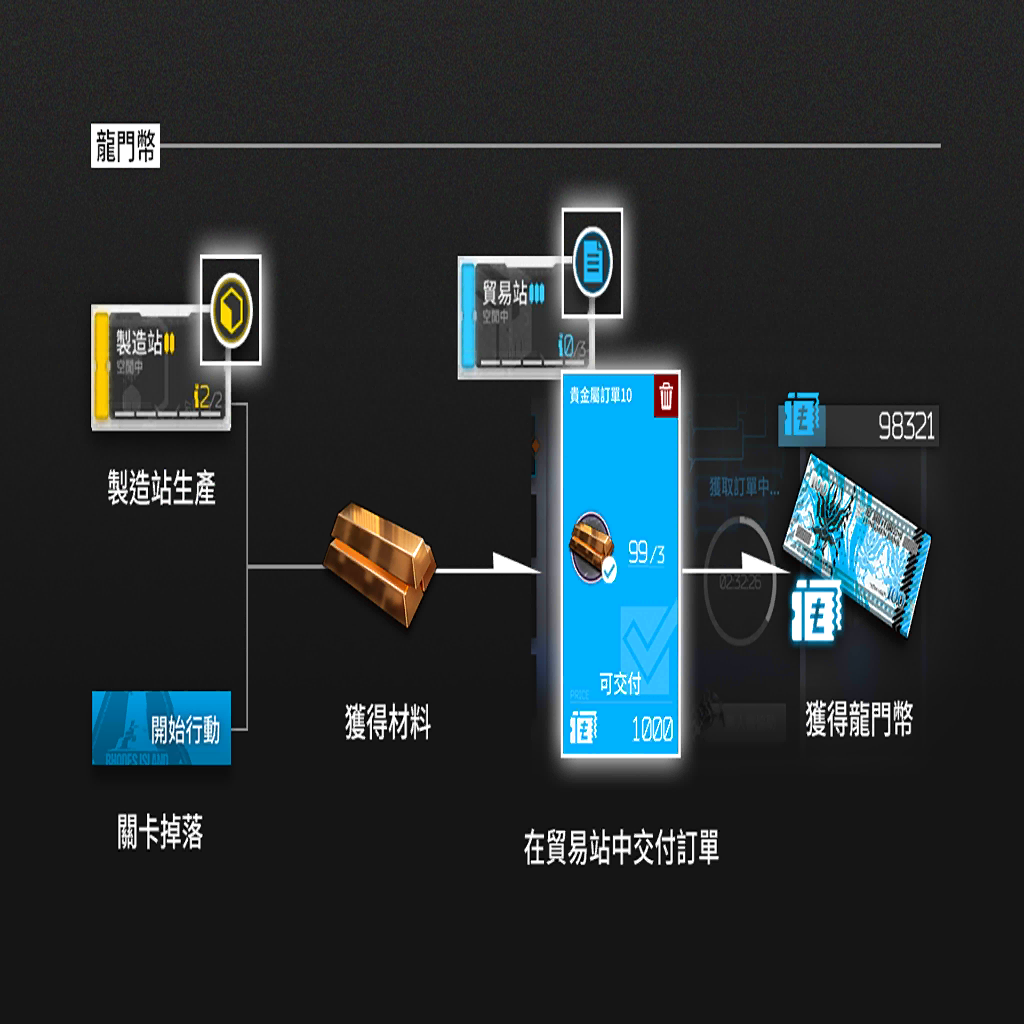 龍門幣
製造站
空閒中
2/2
製造站生產
開始行動
RHODES ISLAND
關卡掉落
獲得材料
貿易站
空閒中
0/3
貴金屬訂單10
99/3
可交付
PRICE
1000
在貿易站中交付訂單
獲取訂單中...
02:32:26
98321
獲得龍門幣